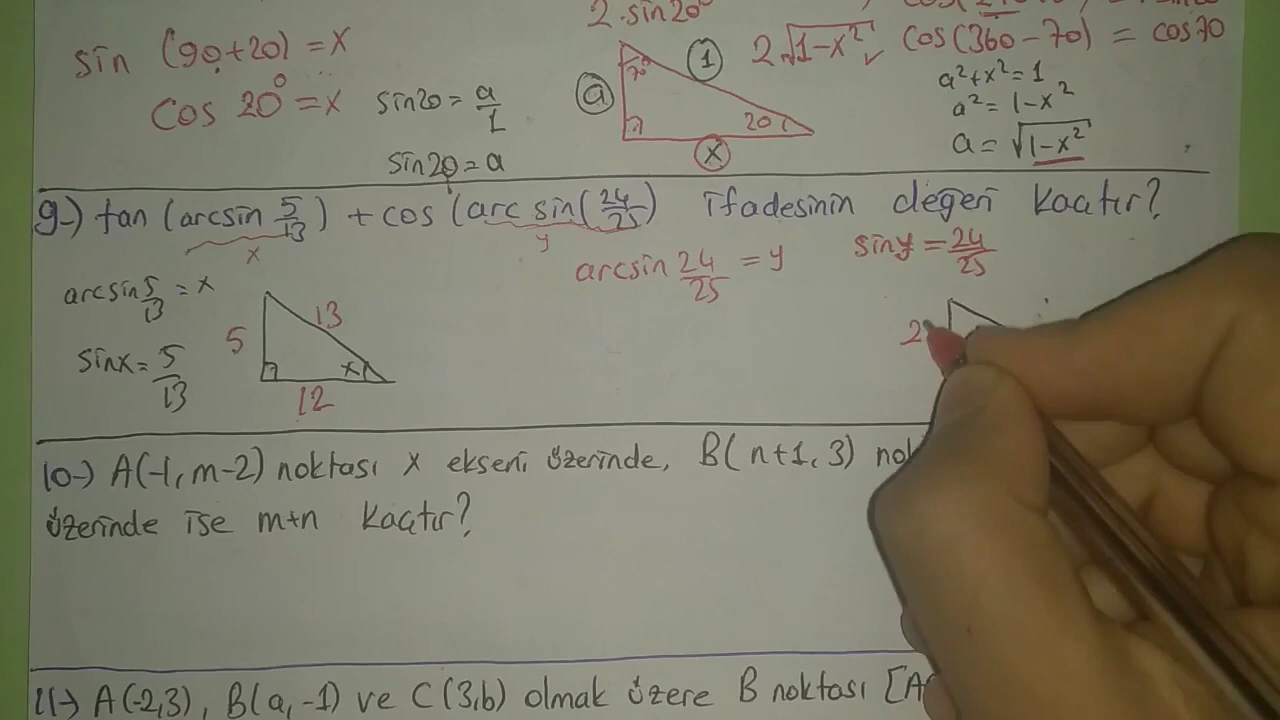 2.sin20°
sin (90+20) = x
2√1-x² ✓
cos(360-70) = cos70
cos 20° = x
sin20 = a/1
sin20 = a
a
70
1
20
x
a²+x²=1
a² = 1-x²
a = √1-x²
9-) tan (arcsin 5/13) + cos (arc sin(24/25) ifadesinin değeri kaçtır?
x
y
arcsin 5/13 = x
sinx = 5/13
5
13
x
12
arcsin 24/25 = y
siny = 24/25
2
10-) A(-1, m-2) noktası x ekseni üzerinde, B(n+1, 3)
üzerinde ise m+n kaçtır?
11-) A(-2,3), B(a,-1) ve C(3,b) olmak üzere B noktası